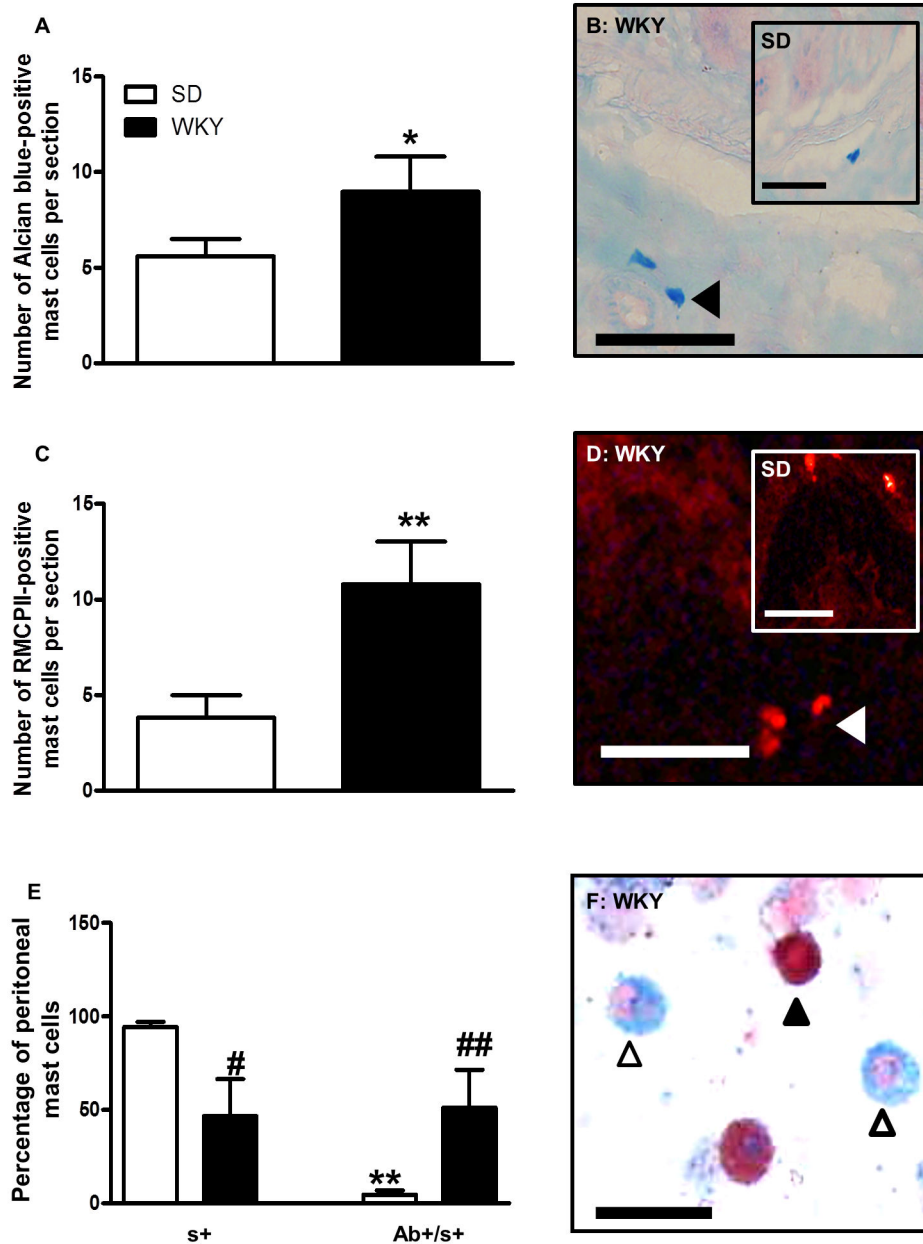 A
Number of Alcian blue-positive
mast cells per section
15
10
5
0
SD
WKY
*
B: WKY
SD
C
Number of RMCPII-positive
mast cells per section
15
10
5
0
**
D: WKY
SD
E
Percentage of peritoneal
mast cells
150
100
50
0
#
**
##
s+
Ab+/s+
F: WKY